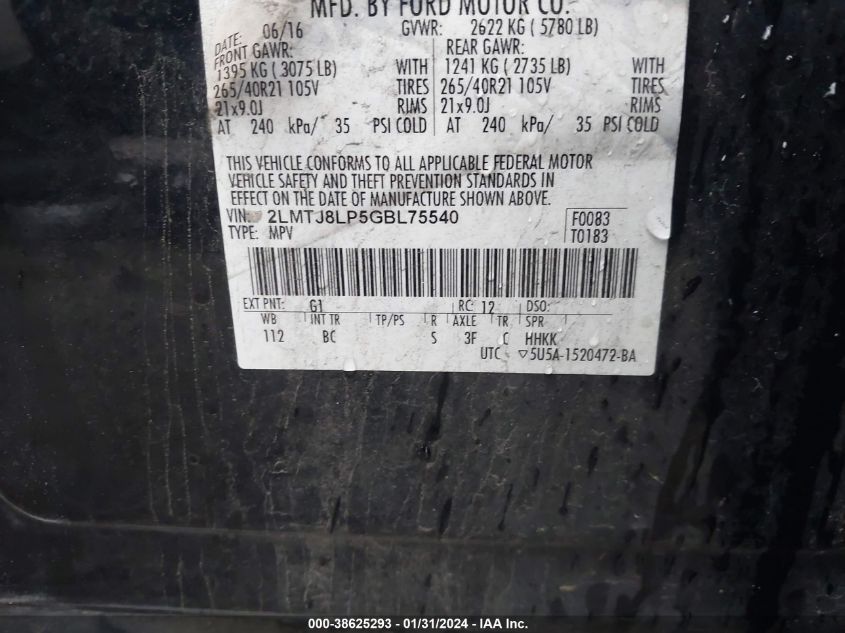 MFD. BY FORD MOTOR CO.
DATE: 06/16 GVWR: 2622 KG ( 5780 LB)
FRONT GAWR: REAR GAWR:
1395 KG ( 3075 LB) WITH 1241 KG ( 2735 LB) WITH
265/40R21 105V TIRES 265/40R21 105V TIRES
21x9.0J RIMS 21x9.0J RIMS
AT 240 kPa/ 35 PSI COLD AT 240 kPa/ 35 PSI COLD
THIS VEHICLE CONFORMS TO ALL APPLICABLE FEDERAL MOTOR
VEHICLE SAFETY AND THEFT PREVENTION STANDARDS IN
EFFECT ON THE DATE OF MANUFACTURE SHOWN ABOVE.
VIN: 2LMTJ8LP5GBL75540 F0083
TYPE: MPV T0183
EXT PNT: G1 RC: 12 DSO:
WB INT TR TP/PS R AXLE TR SPR
112 BC S 3F C HHKK
UTC ▽5U5A-1520472-BA
000-38625293 - 01/31/2024 - IAA Inc.